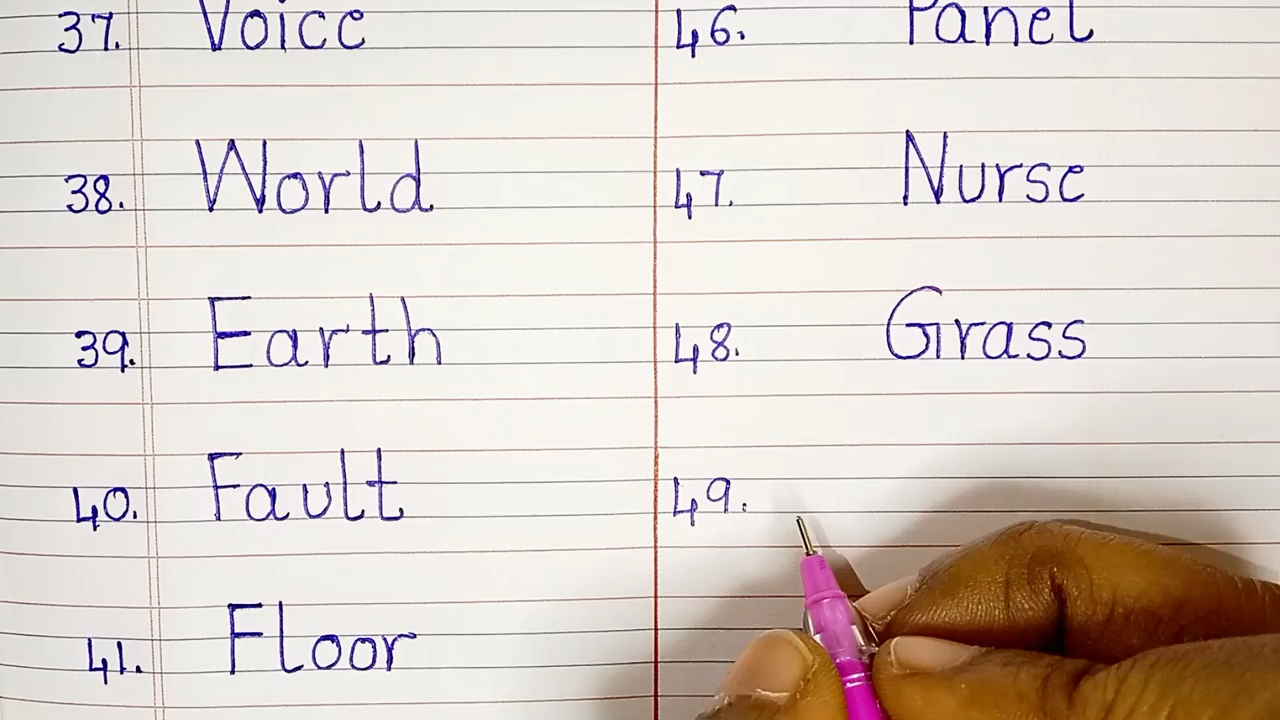 37. Voice
38. World
39. Earth
40. Fault
41. Floor
46. Panel
47. Nurse
48. Grass
49.